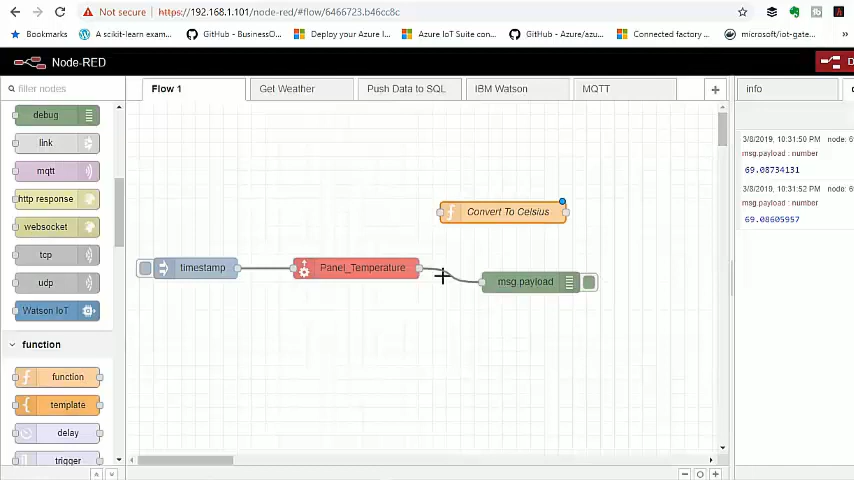 Not secure https://192.168.1.101/node-red/#flow/6466723.b46cc8c
Bookmarks A scikit-learn exam... GitHub - BusinessO... Deploy your Azure I... Azure IoT Suite con... GitHub - Azure/azu... Connected factory... microsoft/iot-gate...
Node-RED
filter nodes Flow 1 Get Weather Push Data to SQL IBM Watson MQTT info
debug
link
mqtt
http response
websocket
tcp
udp
Watson IoT
function
function
template
delay
trigger
Convert To Celsius
timestamp Panel_Temperature msg.payload
3/8/2019, 10:31:50 PM node: 69
msg.payload : number
69.08734131
3/8/2019, 10:31:52 PM node: 69
msg.payload : number
69.08605957